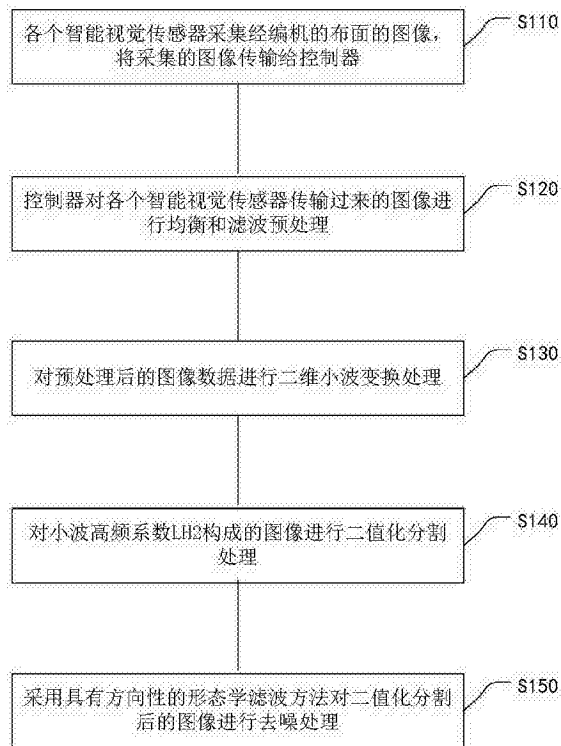 各个智能视觉传感器采集经编机的布面的图像，
将采集的图像传输给控制器
S110
控制器对各个智能视觉传感器传输过来的图像进
行均衡和滤波预处理
S120
对预处理后的图像数据进行二维小波变换处理
S130
对小波高频系数LH2构成的图像进行二值化分割
处理
S140
采用具有方向性的形态学滤波方法对二值化分割
后的图像进行去噪处理
S150